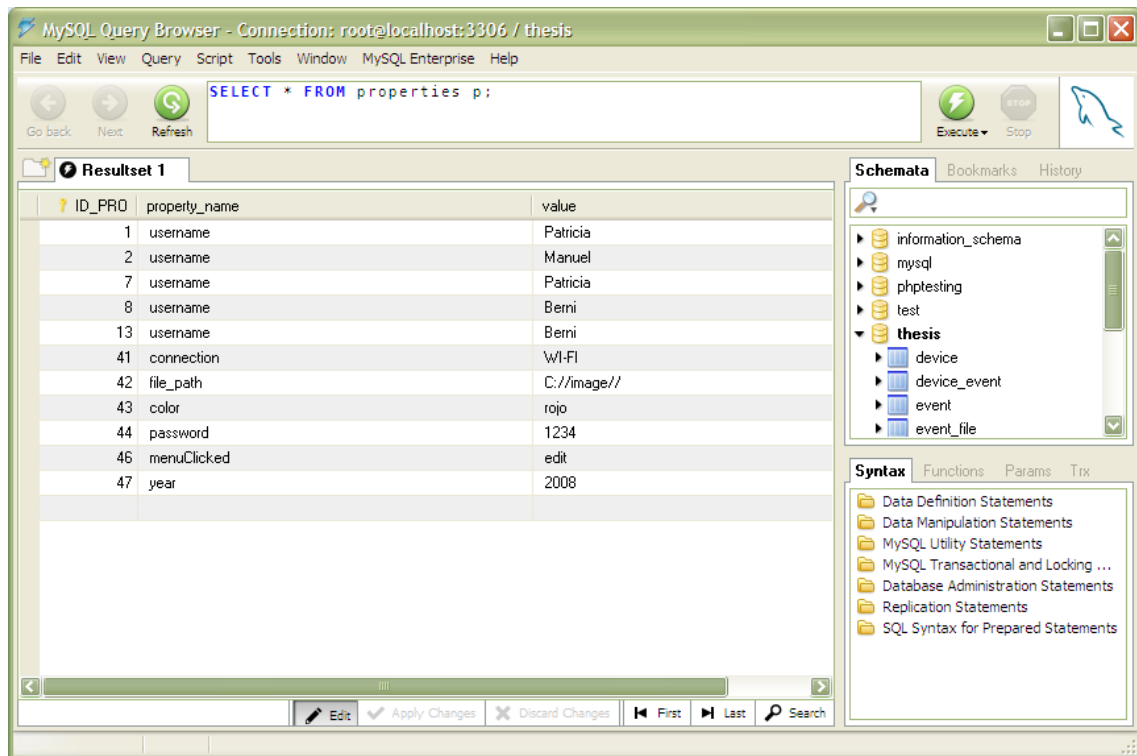 MySQL Query Browser - Connection: root@localhost:3306 / thesis
File Edit View Query Script Tools Window MySQL Enterprise Help
SELECT * FROM properties p;
Go back Next Refresh Execute STOP Stop
Resultset 1
ID_PRO property_name value
1 username Patricia
2 username Manuel
7 username Patricia
8 username Berni
13 username Berni
41 connection WI-FI
42 file_path C://image//
43 color rojo
44 password 1234
46 menuClicked edit
47 year 2008
Edit Apply Changes Discard Changes First Last Search
Schemata Bookmarks History
information_schema
mysql
phptesting
test
thesis
device
device_event
event
event_file
Syntax Functions Params Trx
Data Definition Statements
Data Manipulation Statements
MySQL Utility Statements
MySQL Transactional and Locking ...
Database Administration Statements
Replication Statements
SQL Syntax for Prepared Statements